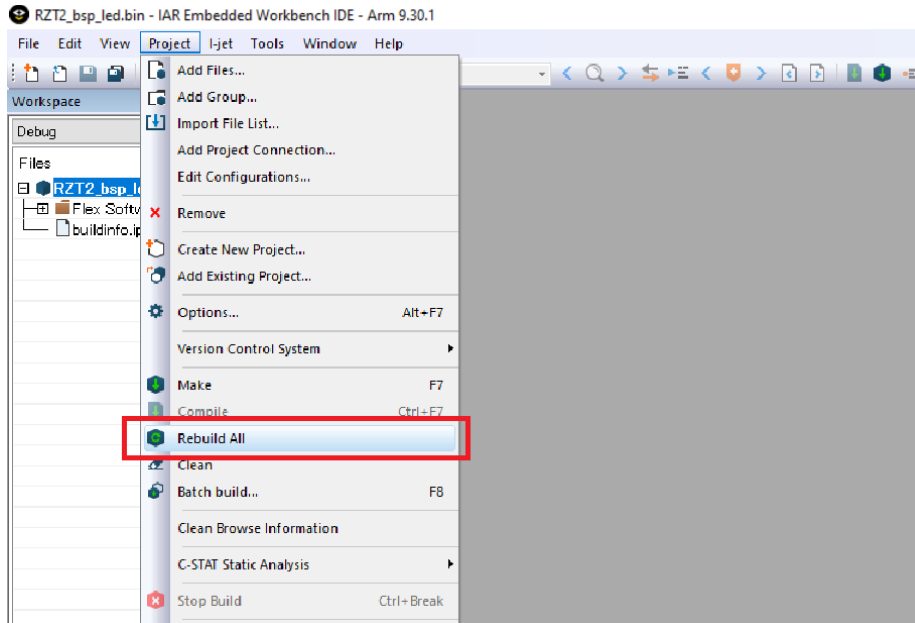 RZT2_bsp_led.bin - IAR Embedded Workbench IDE - Arm 9.30.1
File Edit View Project I-jet Tools Window Help
Workspace
Debug
Files
RZT2_bsp_le
Flex Softw
buildinfo.ip
Add Files...
Add Group...
Import File List...
Add Project Connection...
Edit Configurations...
Remove
Create New Project...
Add Existing Project...
Options... Alt+F7
Version Control System
Make F7
Compile Ctrl+F7
Rebuild All
Clean
Batch build... F8
Clean Browse Information
C-STAT Static Analysis
Stop Build Ctrl+Break